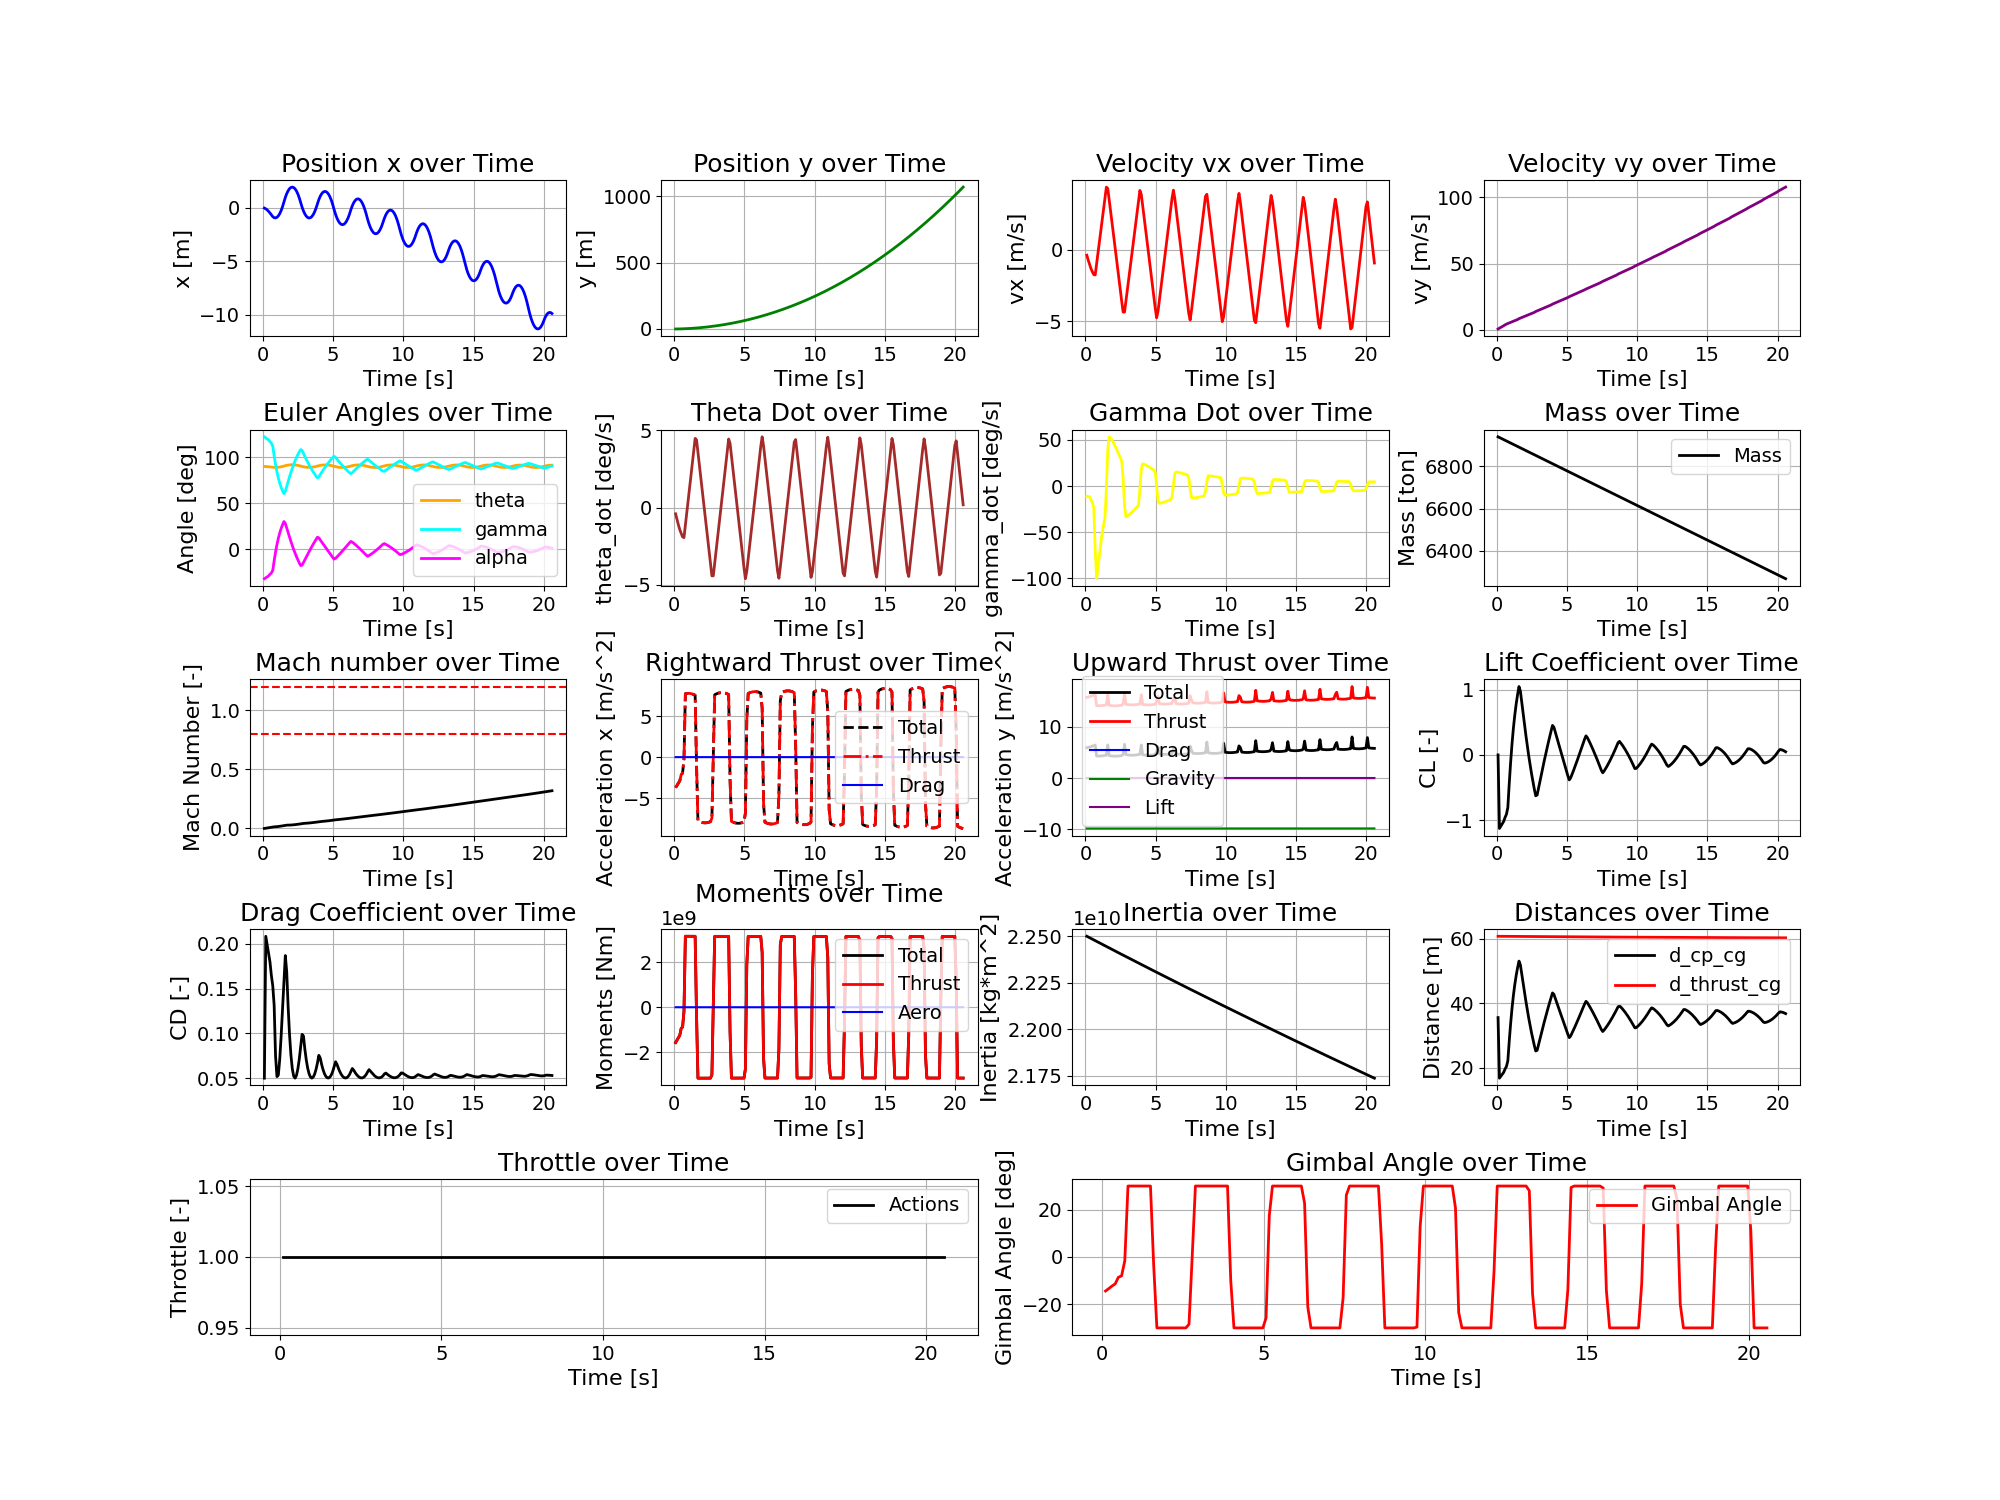 Position x over Time
x [m]
0
−5
−10
0 5 10 15 20
Time [s]
Position y over Time
y [m]
1000
500
0
0 5 10 15 20
Time [s]
Velocity vx over Time
vx [m/s]
0
−5
0 5 10 15 20
Time [s]
Velocity vy over Time
vy [m/s]
100
50
0
0 5 10 15 20
Time [s]
Euler Angles over Time
Angle [deg]
100
50
0
theta
gamma
alpha
0 5 10 15 20
Time [s]
Theta Dot over Time
theta_dot [deg/s]
5
0
−5
0 5 10 15 20
Time [s]
Gamma Dot over Time
gamma_dot [deg/s]
50
0
−50
−100
0 5 10 15 20
Time [s]
Mass over Time
Mass [ton]
6800
6600
6400
Mass
0 5 10 15 20
Time [s]
Mach number over Time
Mach Number [-]
1.0
0.5
0.0
0 5 10 15 20
Time [s]
Rightward Thrust over Time
Acceleration x [m/s^2]
5
0
−5
Total
Thrust
Drag
0 5 10 15 20
Time [s]
Upward Thrust over Time
Acceleration y [m/s^2]
10
0
−10
Total
Thrust
Drag
Gravity
Lift
0 5 10 15 20
Time [s]
Lift Coefficient over Time
CL [-]
1
0
−1
0 5 10 15 20
Time [s]
Drag Coefficient over Time
CD [-]
0.20
0.15
0.10
0.05
0 5 10 15 20
Time [s]
Moments over Time
1e9
Moments [Nm]
2
0
−2
Total
Thrust
Aero
0 5 10 15 20
Time [s]
Inertia over Time
1e10
Inertia [kg*m^2]
2.250
2.225
2.200
2.175
0 5 10 15 20
Time [s]
Distances over Time
Distance [m]
60
40
20
d_cp_cg
d_thrust_cg
0 5 10 15 20
Time [s]
Throttle over Time
Throttle [-]
1.05
1.00
0.95
Actions
0 5 10 15 20
Time [s]
Gimbal Angle over Time
Gimbal Angle [deg]
20
0
−20
Gimbal Angle
0 5 10 15 20
Time [s]